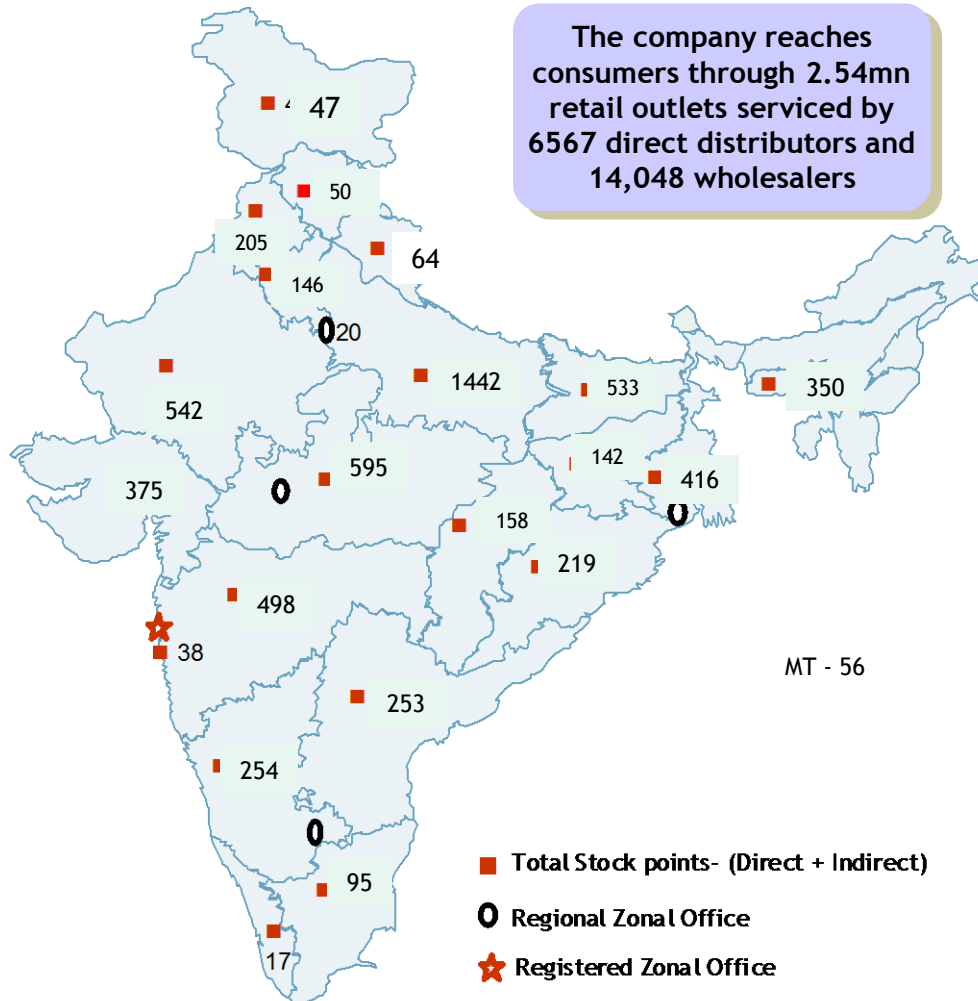 The company reaches
consumers through 2.54mn
retail outlets serviced by
6567 direct distributors and
14,048 wholesalers
47
50
205
64
146
20
1442
533
350
542
595
142
416
375
158
219
498
38
MT - 56
253
254
95
17
Total Stock points- (Direct + Indirect)
Regional Zonal Office
Registered Zonal Office